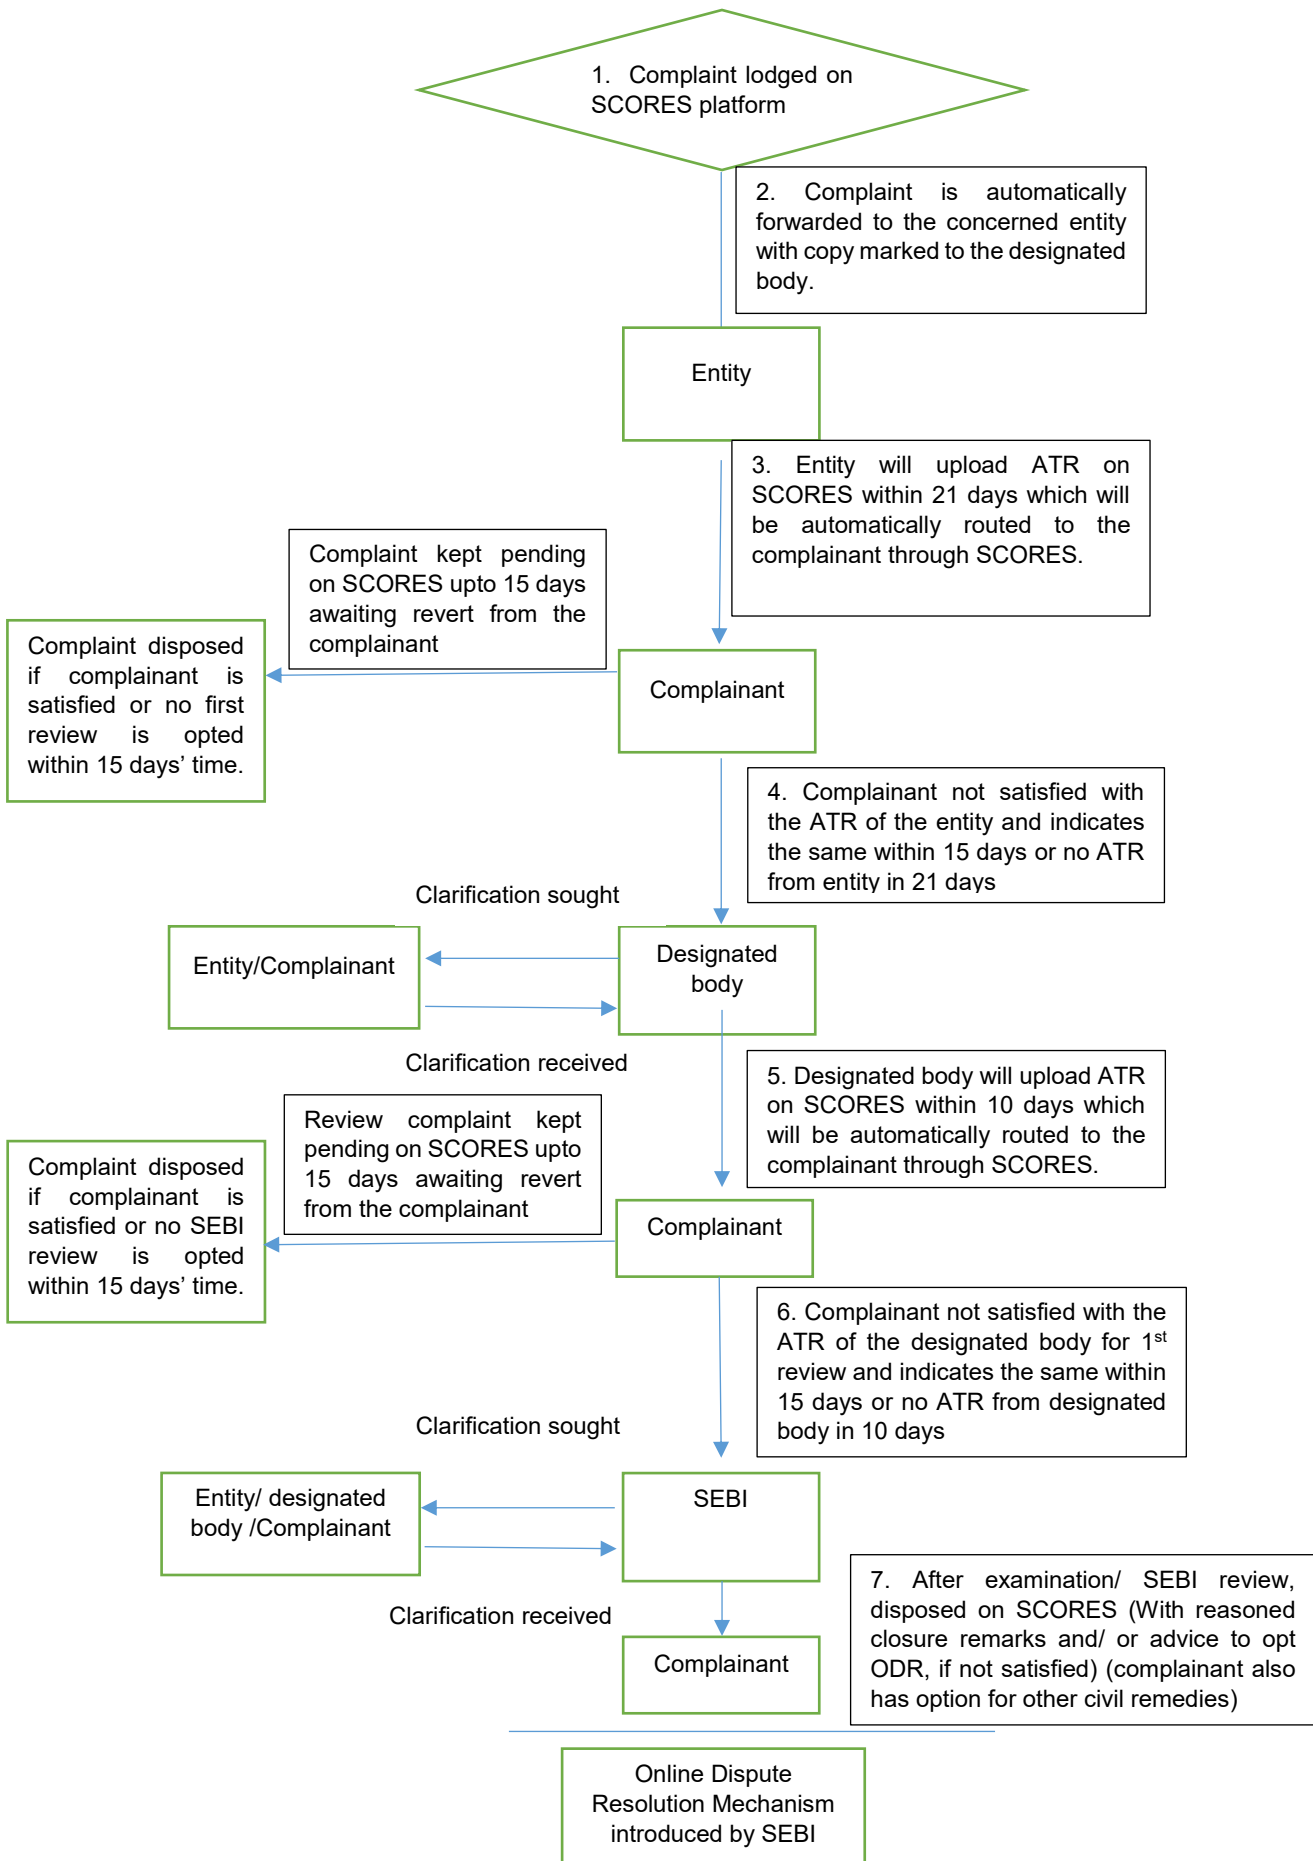 1. Complaint lodged on
SCORES platform
2. Complaint is automatically
forwarded to the concerned entity
with copy marked to the designated
body.
Entity
3. Entity will upload ATR on
SCORES within 21 days which will
be automatically routed to the
complainant through SCORES.
Complaint kept pending
on SCORES upto 15 days
awaiting revert from the
complainant
Complaint disposed
if complainant is
satisfied or no first
review is opted
within 15 days’ time.
Complainant
4. Complainant not satisfied with
the ATR of the entity and indicates
the same within 15 days or no ATR
from entity in 21 days
Clarification sought
Entity/Complainant
Designated
body
Clarification received
5. Designated body will upload ATR
on SCORES within 10 days which
will be automatically routed to the
complainant through SCORES.
Review complaint kept
pending on SCORES upto
15 days awaiting revert
from the complainant
Complaint disposed
if complainant is
satisfied or no SEBI
review is opted
within 15 days’ time.
Complainant
6. Complainant not satisfied with the
ATR of the designated body for 1st
review and indicates the same within
15 days or no ATR from designated
body in 10 days
Clarification sought
Entity/ designated
body /Complainant
SEBI
Clarification received
7. After examination/ SEBI review,
disposed on SCORES (With reasoned
closure remarks and/ or advice to opt
ODR, if not satisfied) (complainant also
has option for other civil remedies)
Complainant
Online Dispute
Resolution Mechanism
introduced by SEBI